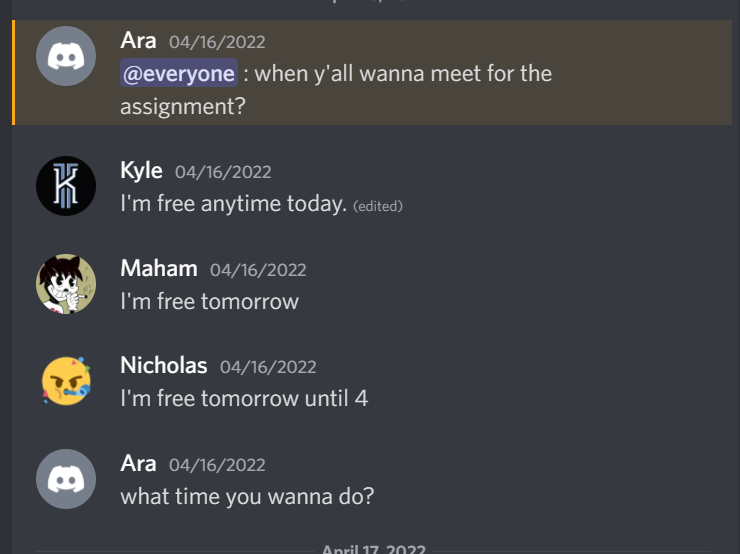 Ara 04/16/2022
@everyone : when y'all wanna meet for the
assignment?
Kyle 04/16/2022
I'm free anytime today. (edited)
Maham 04/16/2022
I'm free tomorrow
Nicholas 04/16/2022
I'm free tomorrow until 4
Ara 04/16/2022
what time you wanna do?
April 17, 2022